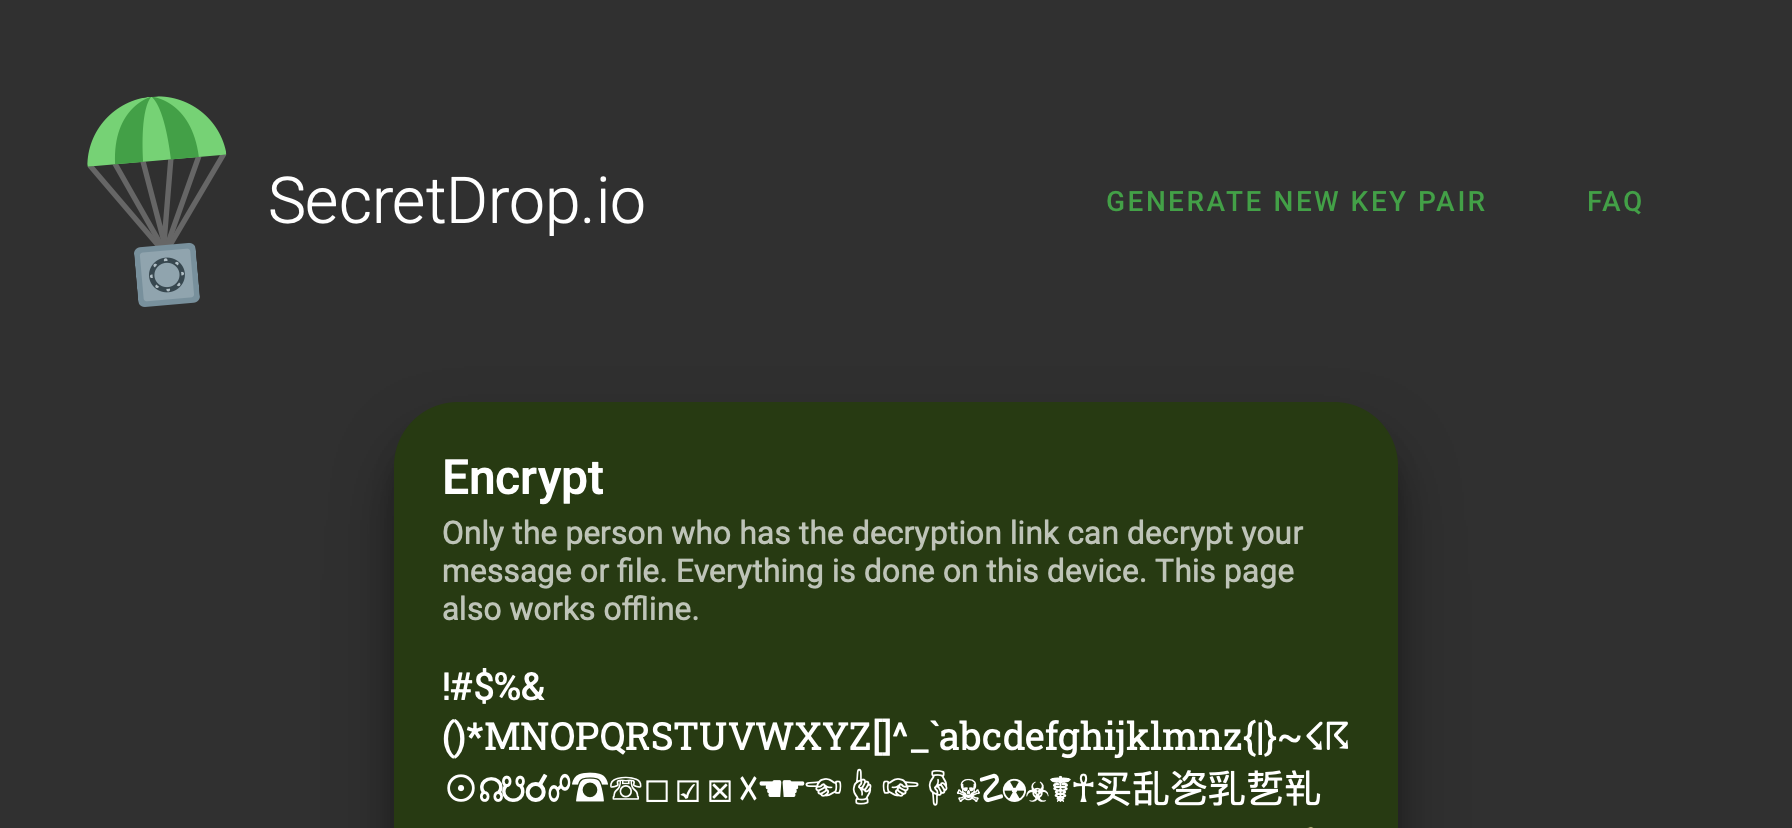 SecretDrop.io
GENERATE NEW KEY PAIR
FAQ
Encrypt
Only the person who has the decryption link can decrypt your
message or file. Everything is done on this device. This page
also works offline.
!#$%&
()*MNOPQRSTUVWXYZ[]^_`abcdefghijklmnz{|}~☇☈
☉☊☋☌☍☎☏☐☑☒☓☚☛☜☝☞☟☠☡☢☣☤☥买乱乲乳乴乵